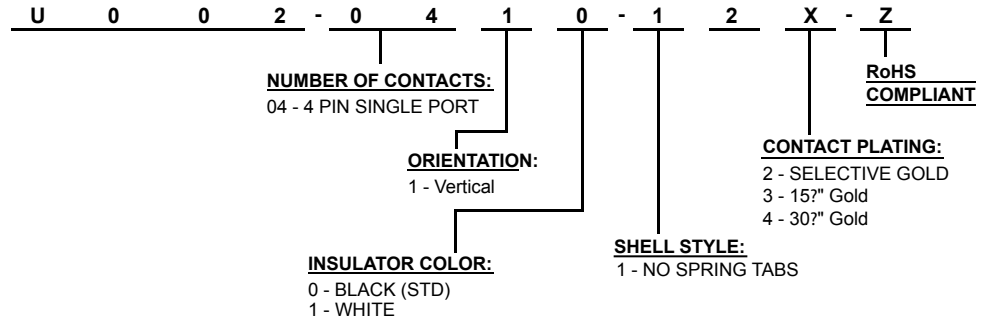 U 0 0 2 - 0 4 1 0 - 1 2 X - Z
RoHS
COMPLIANT
NUMBER OF CONTACTS:
04 - 4 PIN SINGLE PORT
CONTACT PLATING:
2 - SELECTIVE GOLD
3 - 15?" Gold
4 - 30?" Gold
ORIENTATION:
1 - Vertical
SHELL STYLE:
1 - NO SPRING TABS
INSULATOR COLOR:
0 - BLACK (STD)
1 - WHITE